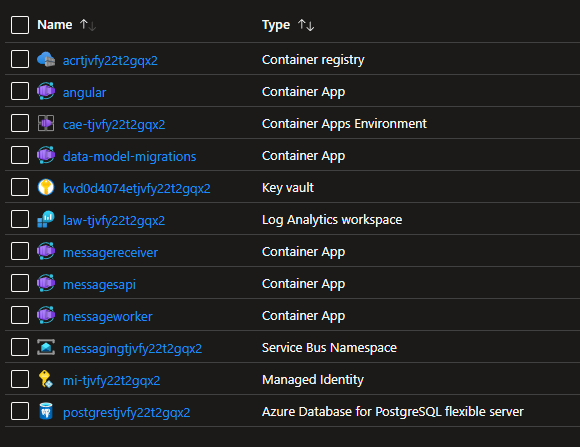 Name ↑↓ Type ↑↓
acrtjvfy22t2gqx2 Container registry
angular Container App
cae-tjvfy22t2gqx2 Container Apps Environment
data-model-migrations Container App
kvd0d4074etjvfy22t2gqx2 Key vault
law-tjvfy22t2gqx2 Log Analytics workspace
messagereceiver Container App
messagesapi Container App
messageworker Container App
messagingtjvfy22t2gqx2 Service Bus Namespace
mi-tjvfy22t2gqx2 Managed Identity
postgrestjvfy22t2gqx2 Azure Database for PostgreSQL flexible server